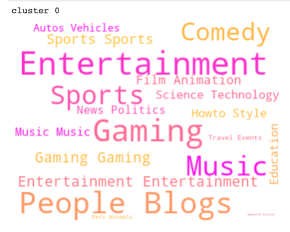 cluster 0
Autos Vehicles
Comedy
Sports Sports
Entertainment
Film Animation
Sports
Science Technology
News Politics
Howto Style
Music Music
Gaming
Travel Events
Education
Gaming Gaming
Music
Entertainment Entertainment
People Blogs
Pets Animals